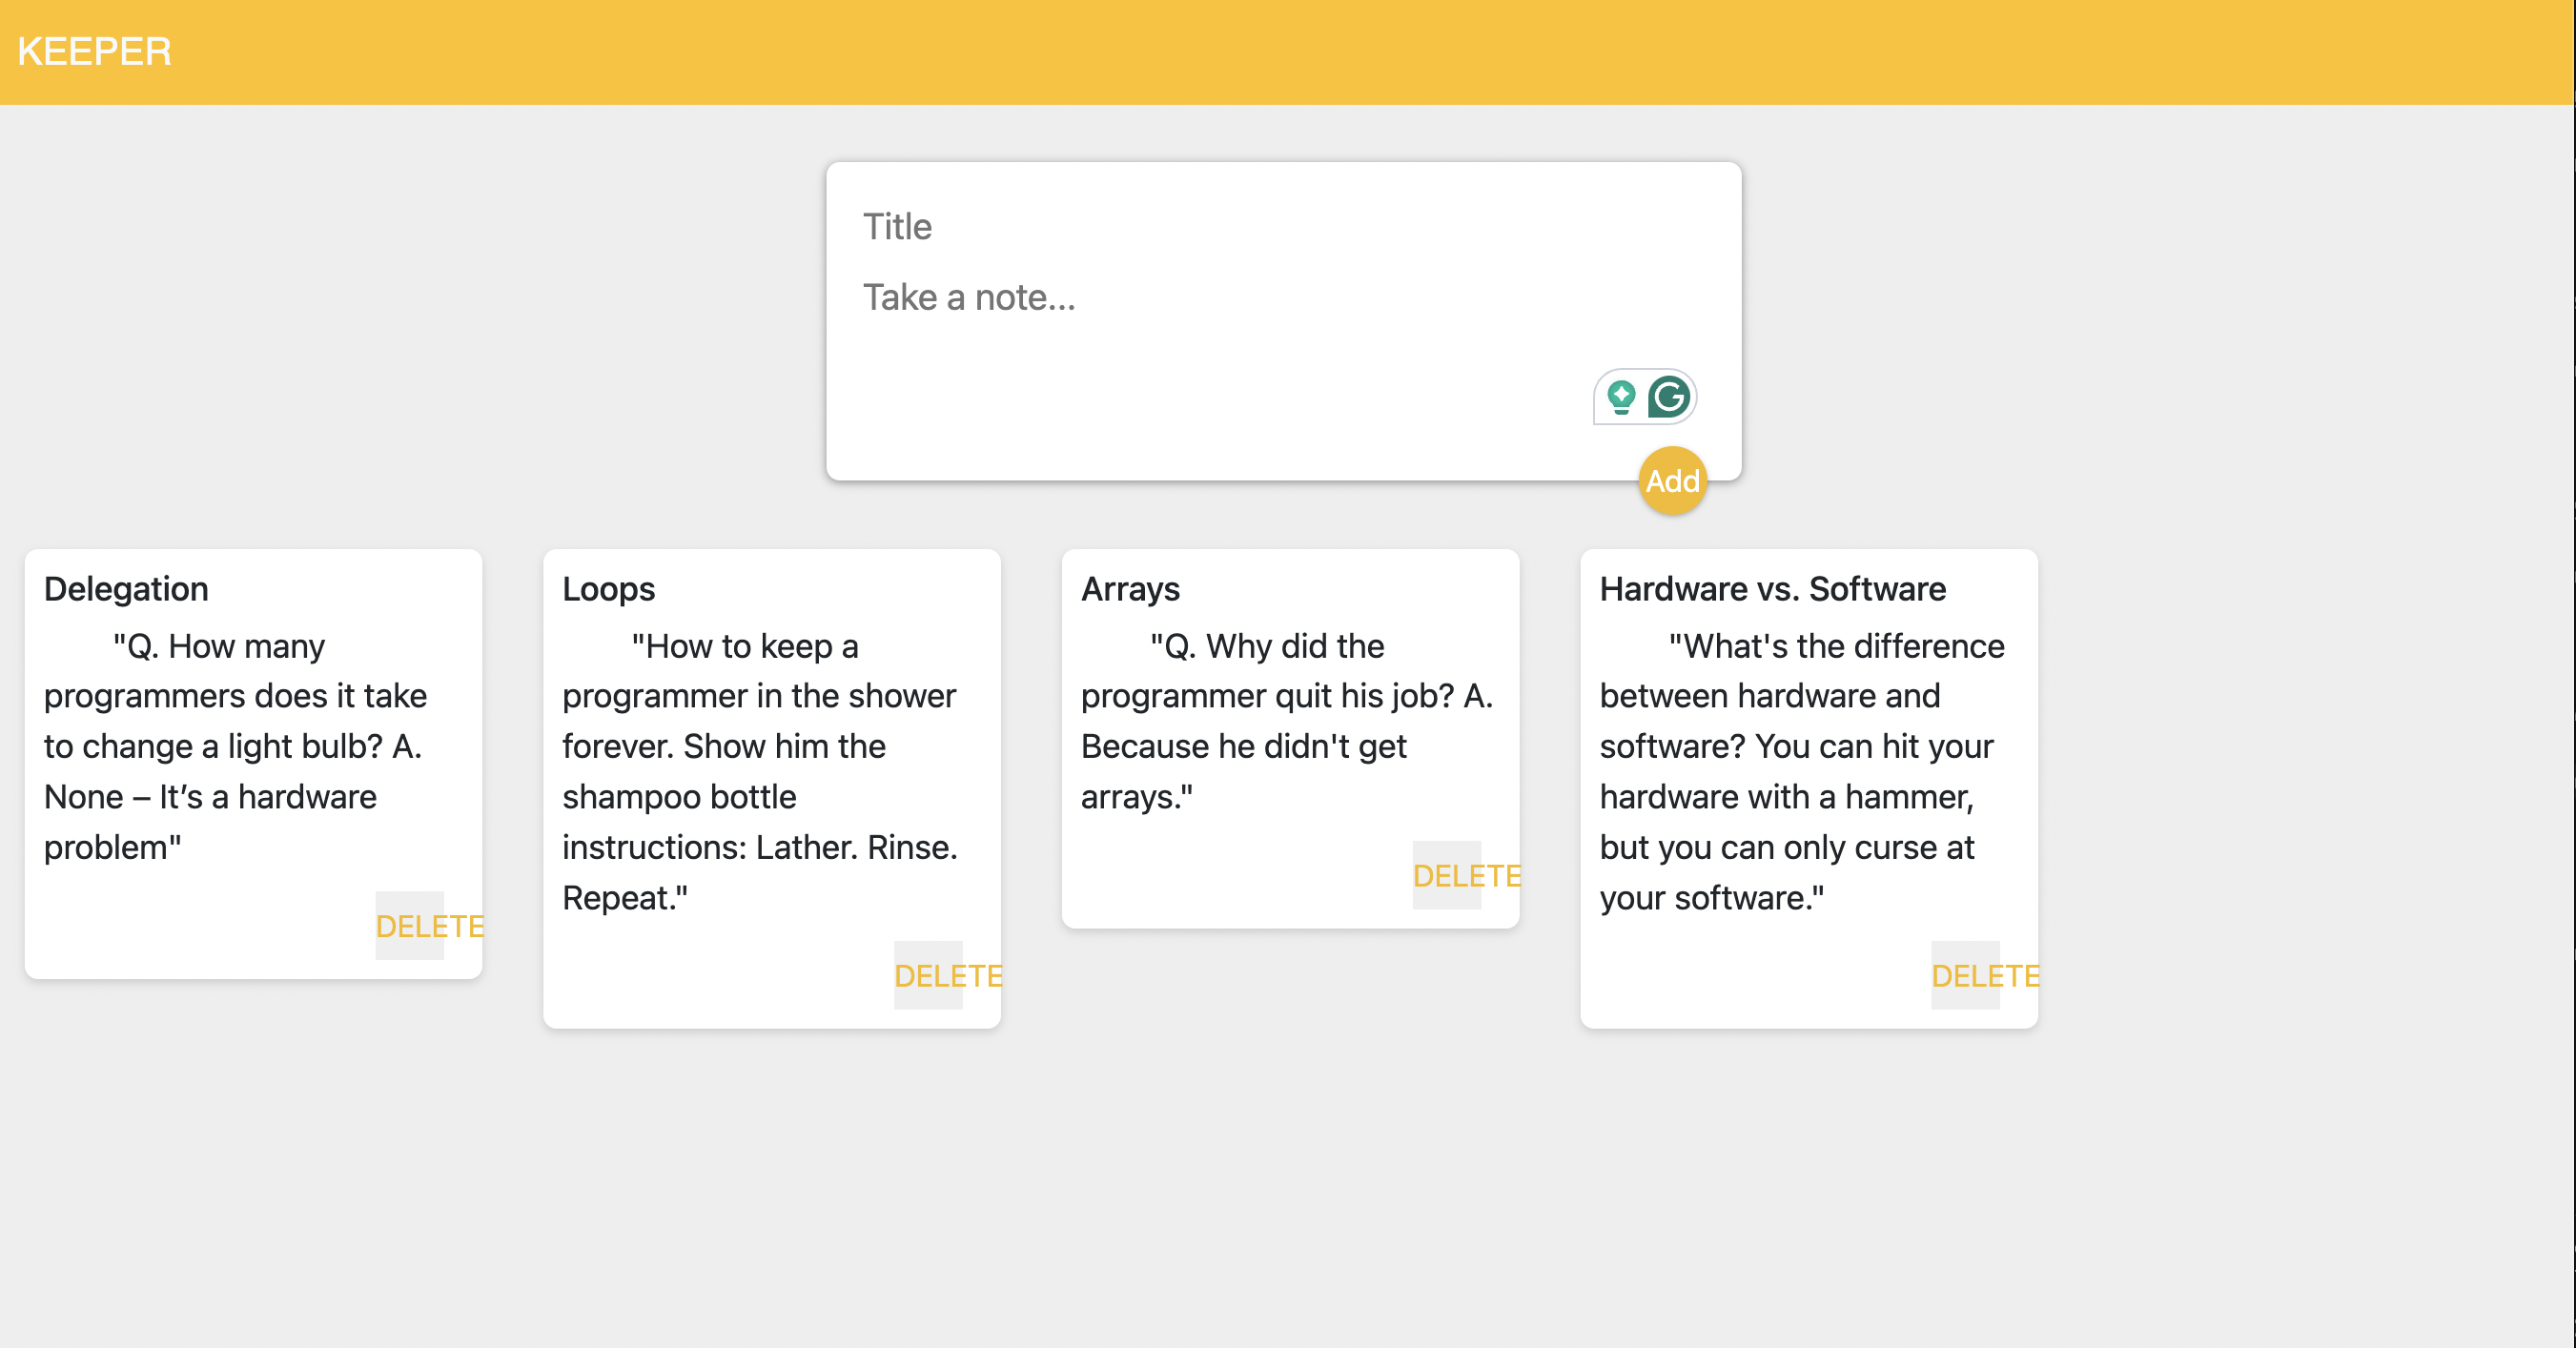 KEEPER
Title
Take a note...
Add
Delegation
"Q. How many
programmers does it take
to change a light bulb? A.
None – It’s a hardware
problem"
DELETE
Loops
"How to keep a
programmer in the shower
forever. Show him the
shampoo bottle
instructions: Lather. Rinse.
Repeat."
DELETE
Arrays
"Q. Why did the
programmer quit his job? A.
Because he didn't get
arrays."
DELETE
Hardware vs. Software
"What's the difference
between hardware and
software? You can hit your
hardware with a hammer,
but you can only curse at
your software."
DELETE